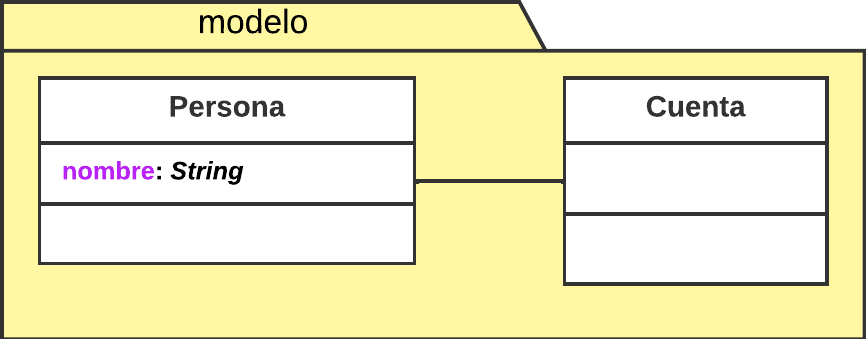 modelo
Persona
Cuenta
nombre: String